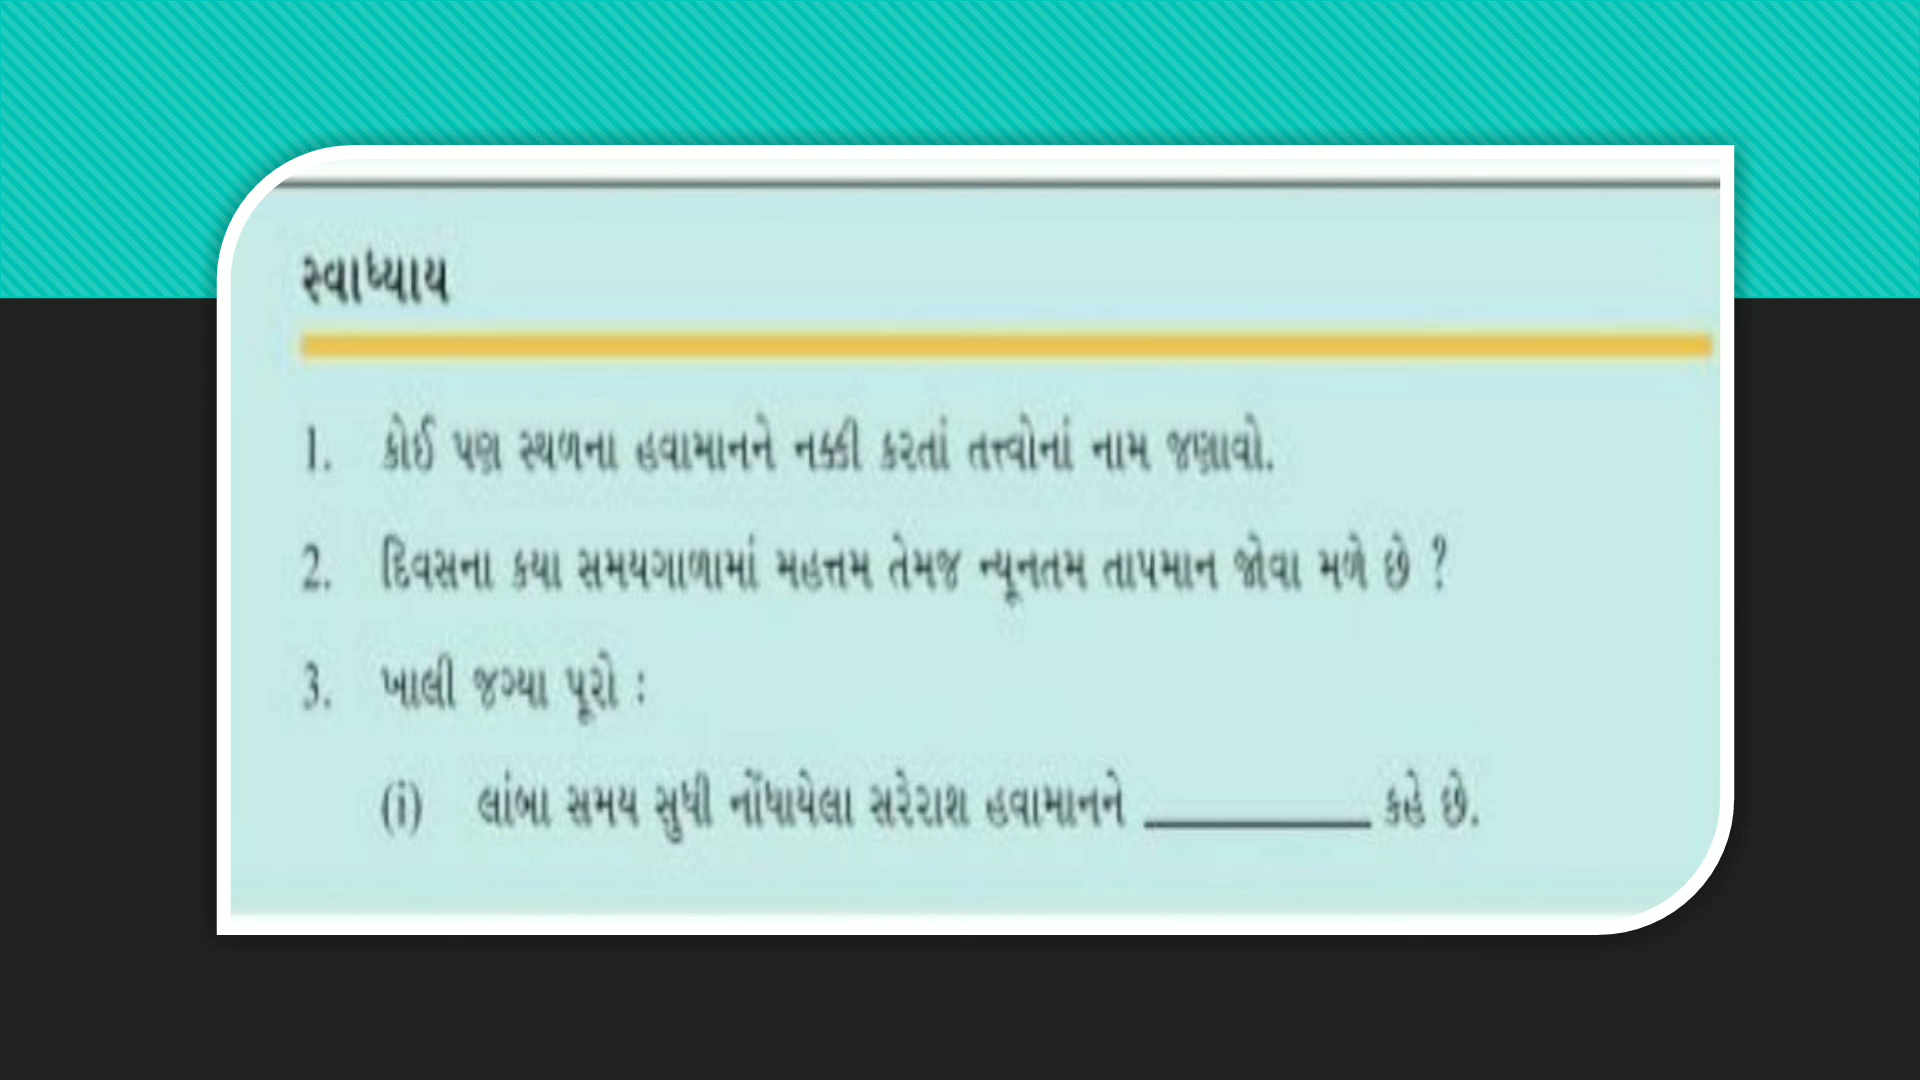 સ્વાધ્યાય
1. કોઈ પણ સ્થળના હવામાનને નક્કી કરતાં તત્ત્વોનાં નામ જણાવો.
2. દિવસના કયા સમયગાળામાં મહત્તમ તેમજ ન્યૂનતમ તાપમાન જોવા મળે છે ?
3. ખાલી જગ્યા પૂરો :
(i) લાંબા સમય સુધી નોંધાયેલા સરેરાશ હવામાનને ________ કહે છે.